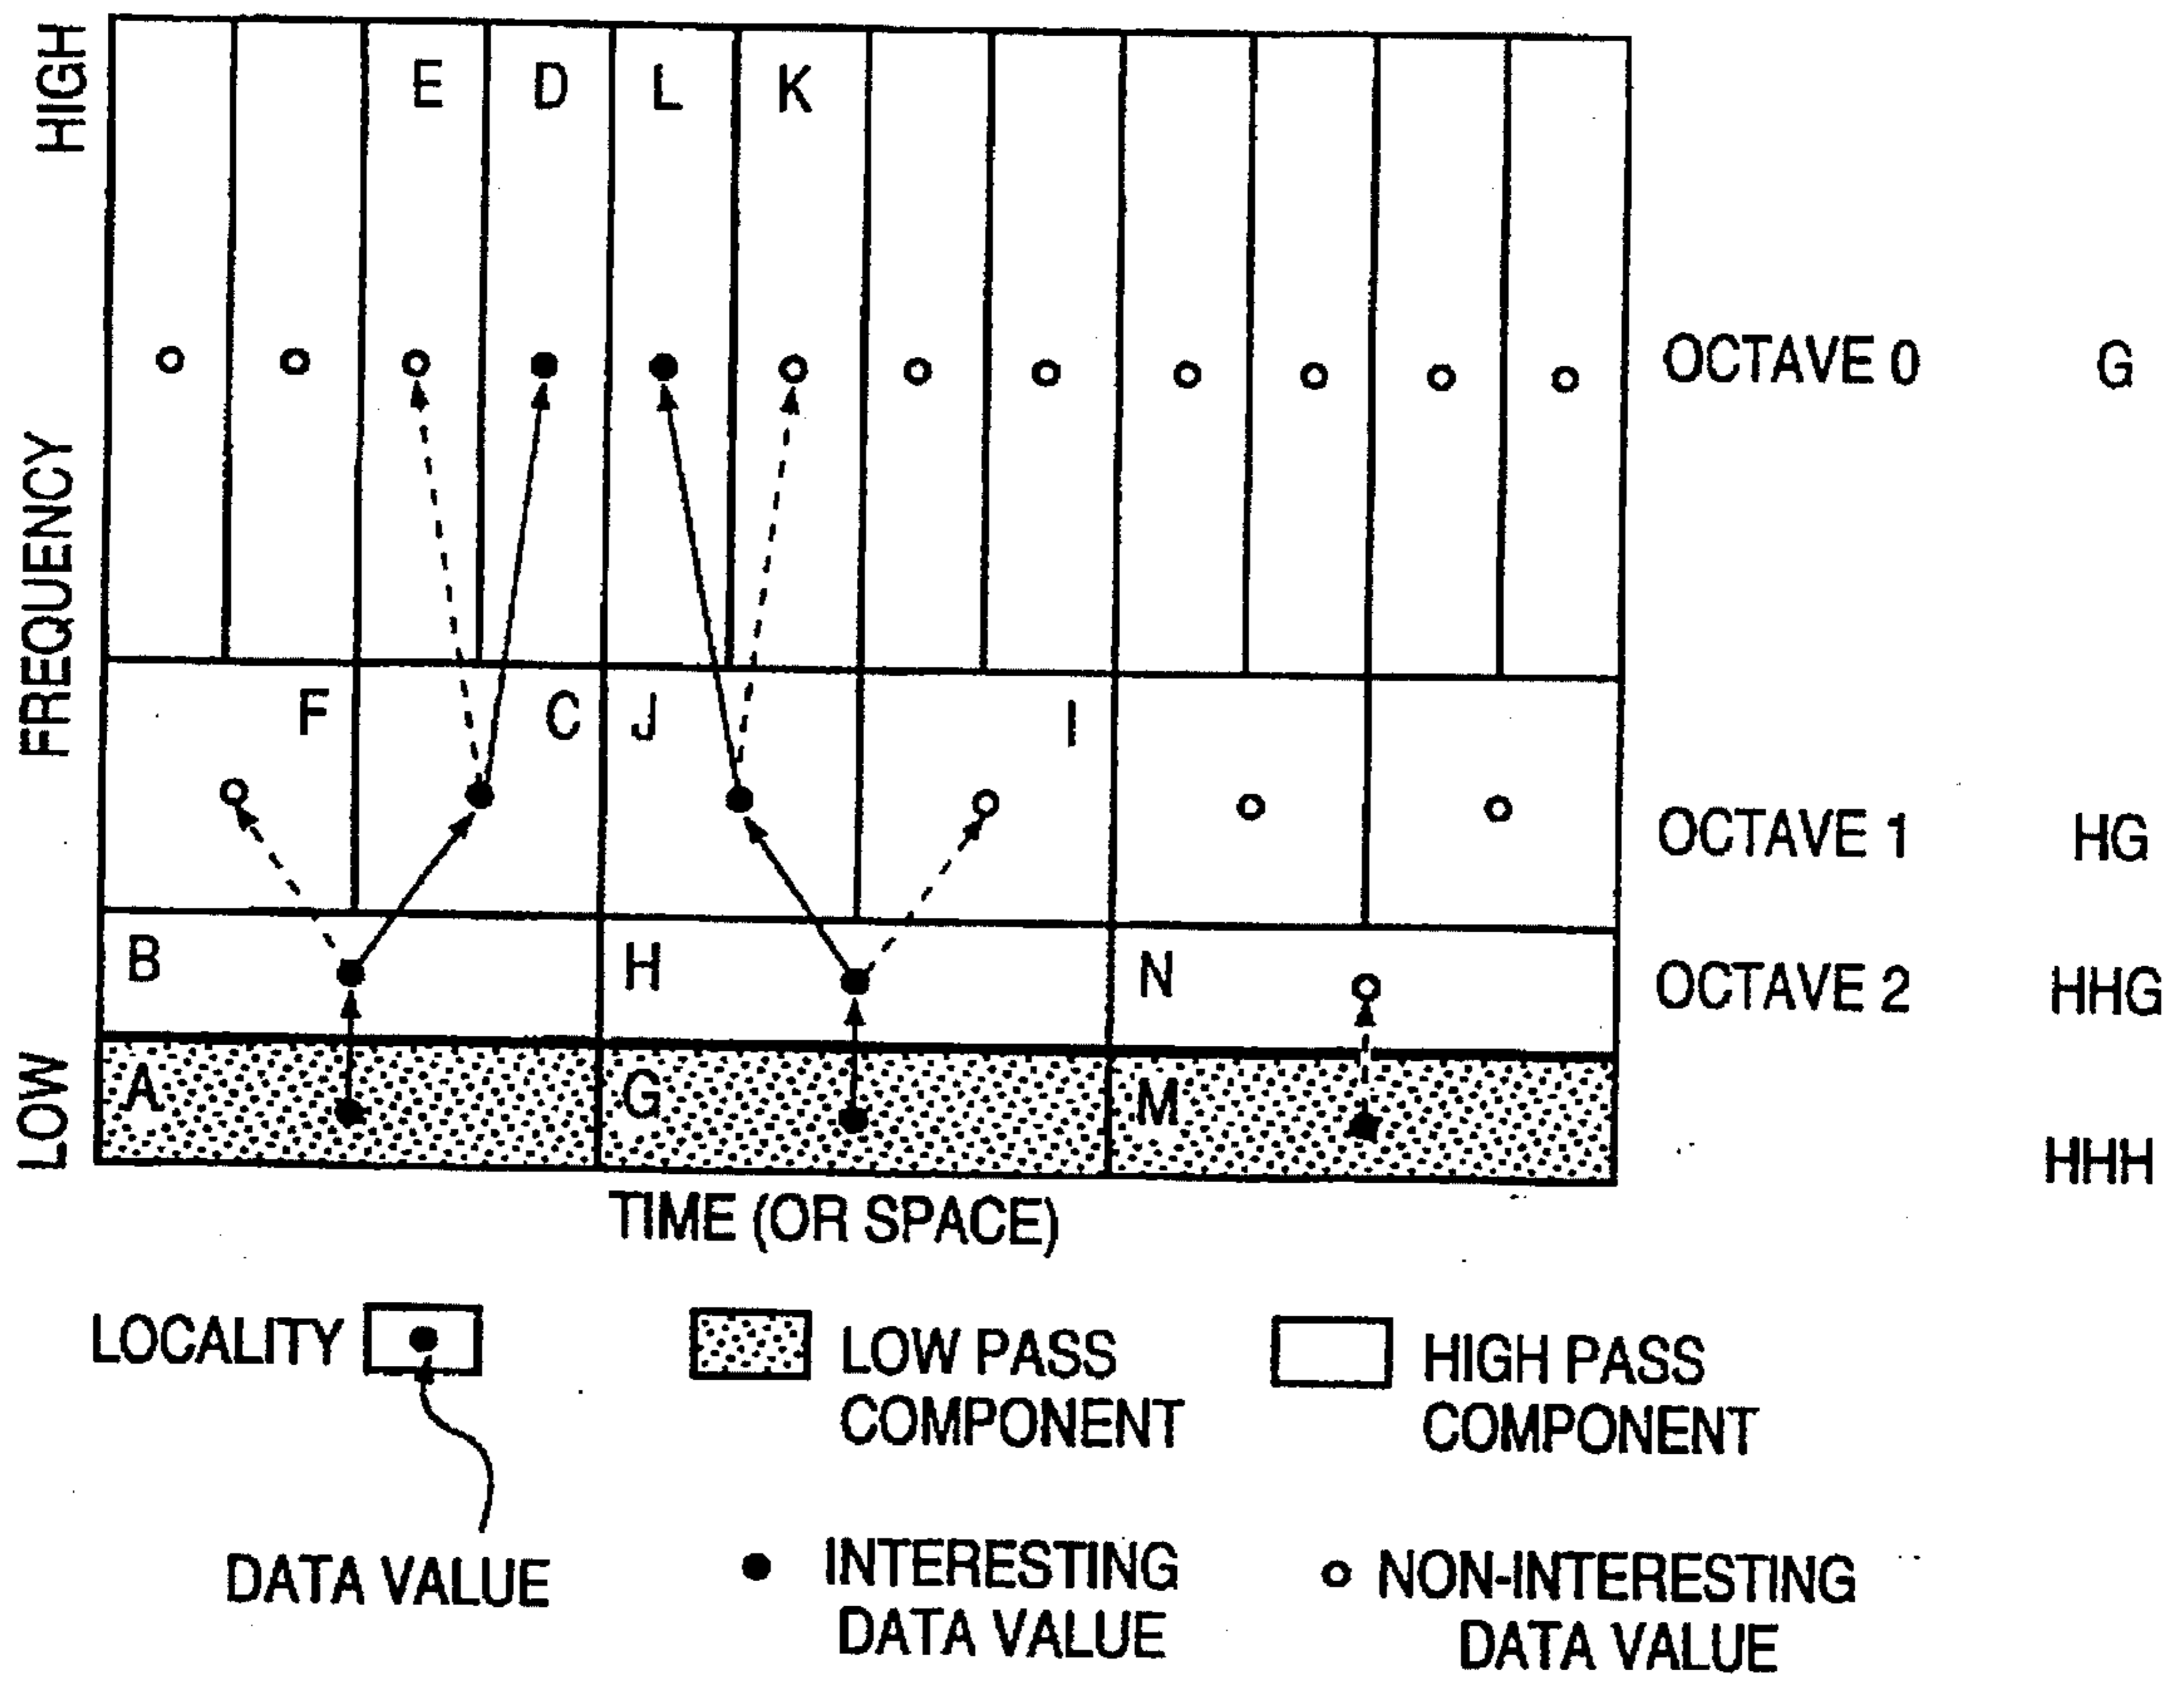 HIGH
E D L K
FREQUENCY
OCTAVE 0 G
F C J I
OCTAVE 1 HG
B H N
OCTAVE 2 HHG
LOW
A G M
HHH
TIME (OR SPACE)
LOCALITY
LOW PASS
COMPONENT
HIGH PASS
COMPONENT
DATA VALUE
INTERESTING
DATA VALUE
NON-INTERESTING
DATA VALUE